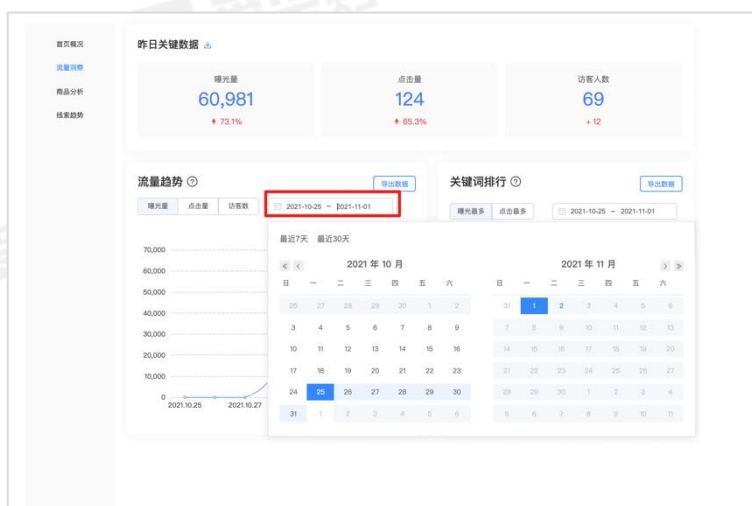 首页概况
流量洞察
商品分析
线索趋势
昨日关键数据
曝光量
60,981
73.1%
点击量
124
65.3%
访客人数
69
+ 12
流量趋势
导出数据
曝光量 点击量 访客数
2021-10-25 ~ 2021-11-01
关键词排行
导出数据
曝光最多 点击最多
2021-10-25 ~ 2021-11-01
70,000
60,000
50,000
40,000
30,000
20,000
10,000
0
2021.10.25 2021.10.27
最近7天 最近30天
« < 2021 年 10 月
日 一 二 三 四 五 六
26 27 28 29 30 1 2
3 4 5 6 7 8 9
10 11 12 13 14 15 16
17 18 19 20 21 22 23
24 25 26 27 28 29 30
31 1 2 3 4 5 6
2021 年 11 月 > »
日 一 二 三 四 五 六
31 1 2 3 4 5 6
7 8 9 10 11 12 13
14 15 16 17 18 19 20
21 22 23 24 25 26 27
28 29 30 1 2 3 4
5 6 7 8 9 10 11